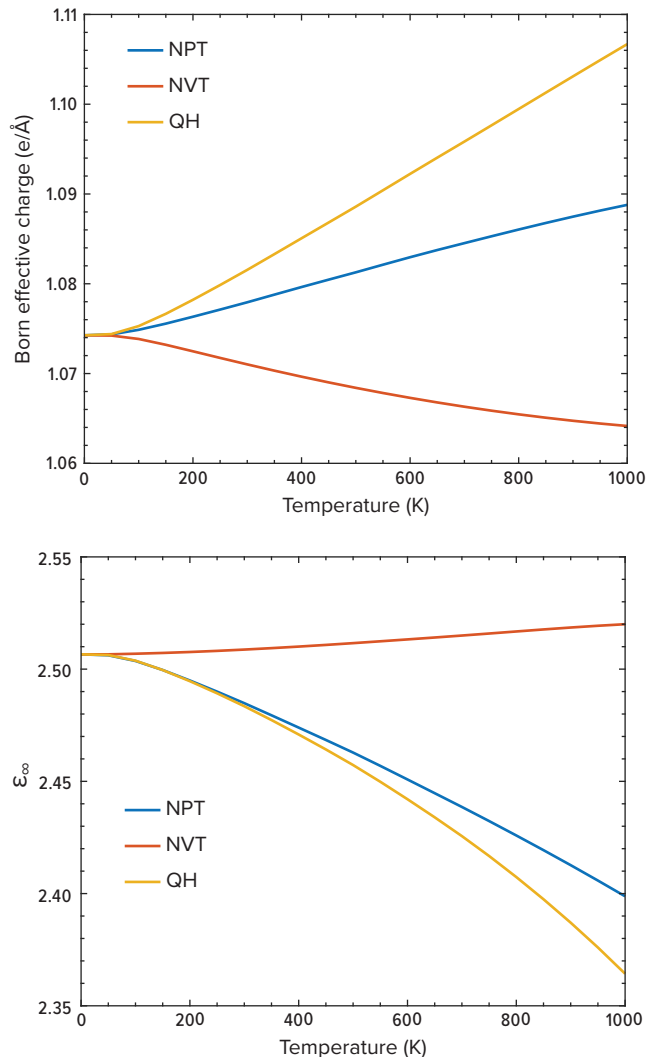 1.11
NPT
NVT
QH
1.10
1.09
1.08
1.07
1.06
Born effective charge (e/Å)
0
200
400
600
800
1000
Temperature (K)
2.55
2.50
2.45
2.40
2.35
ε∞
NPT
NVT
QH
0
200
400
600
800
1000
Temperature (K)